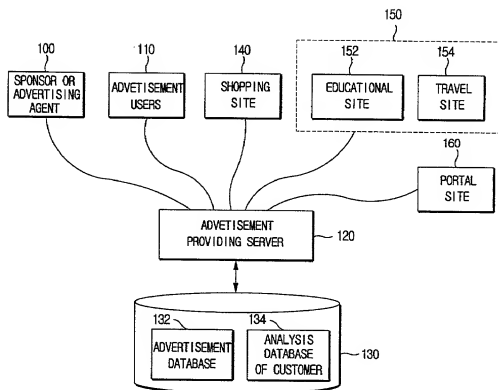 150
100
110
140
152
154
SPONSOR OR
ADVERTISING
AGENT
ADVETISEMENT
USERS
SHOPPING
SITE
EDUCATIONAL
SITE
TRAVEL
SITE
160
PORTAL
SITE
ADVETISEMENT
PROVIDING SERVER
120
132
134
ADVERTISEMENT
DATABASE
ANALYSIS
DATABASE
OF CUSTOMER
130